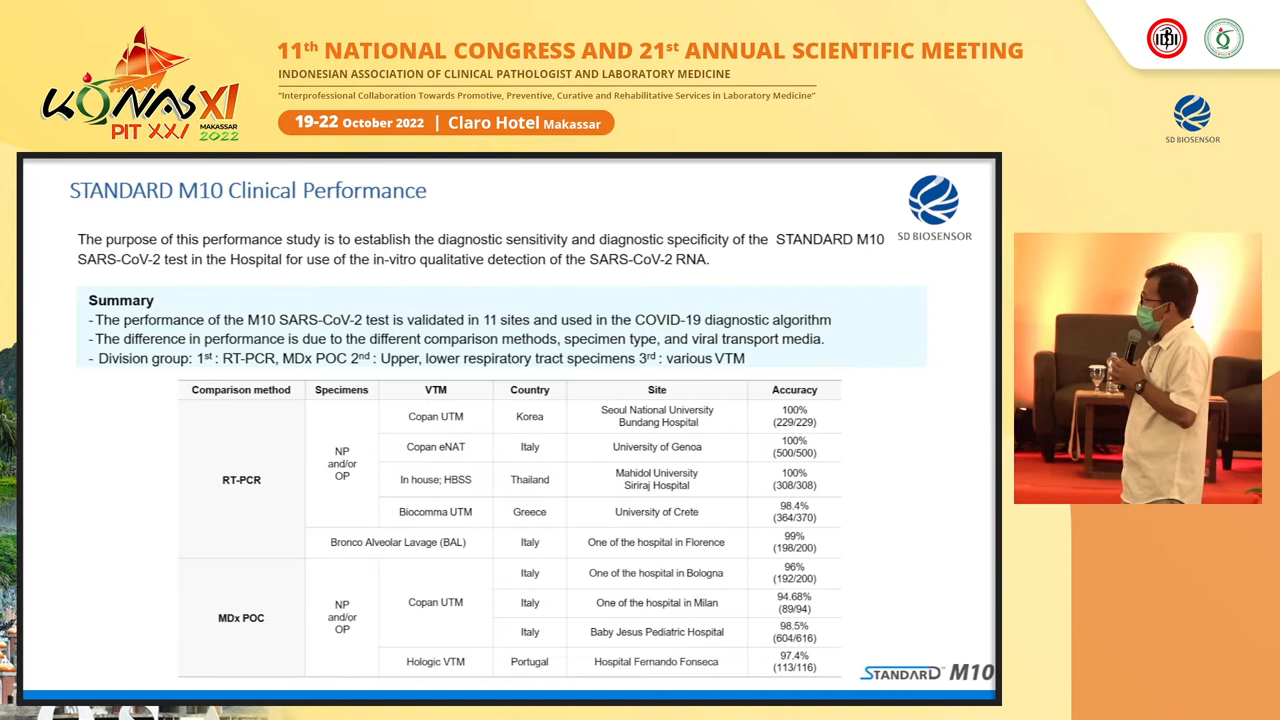 11th NATIONAL CONGRESS AND 21st ANNUAL SCIENTIFIC MEETING
INDONESIAN ASSOCIATION OF CLINICAL PATHOLOGIST AND LABORATORY MEDICINE
"Interprofessional Collaboration Towards Promotive, Preventive, Curative and Rehabilitative Services in Laboratory Medicine"
19-22 October 2022 | Claro Hotel Makassar
KONAS XI
PIT XXI
MAKASSAR
2022
SD BIOSENSOR
STANDARD M10 Clinical Performance
SD BIOSENSOR
The purpose of this performance study is to establish the diagnostic sensitivity and diagnostic specificity of the STANDARD M10
SARS-CoV-2 test in the Hospital for use of the in-vitro qualitative detection of the SARS-CoV-2 RNA.
Summary
- The performance of the M10 SARS-CoV-2 test is validated in 11 sites and used in the COVID-19 diagnostic algorithm
- The difference in performance is due to the different comparison methods, specimen type, and viral transport media.
- Division group: 1st : RT-PCR, MDx POC 2nd : Upper, lower respiratory tract specimens 3rd : various VTM
Comparison method Specimens VTM Country Site Accuracy
RT-PCR
NP
and/or
OP
Copan UTM Korea Seoul National University
Bundang Hospital
100%
(229/229)
Copan eNAT Italy University of Genoa
100%
(500/500)
In house; HBSS Thailand Mahidol University
Siriraj Hospital
100%
(308/308)
Biocomma UTM Greece University of Crete
98.4%
(364/370)
Bronco Alveolar Lavage (BAL) Italy One of the hospital in Florence
99%
(198/200)
MDx POC
NP
and/or
OP
Copan UTM
Italy One of the hospital in Bologna
96%
(192/200)
Italy One of the hospital in Milan
94.68%
(89/94)
Italy Baby Jesus Pediatric Hospital
98.5%
(604/616)
Hologic VTM Portugal Hospital Fernando Fonseca
97.4%
(113/116)
STANDARD™ M10